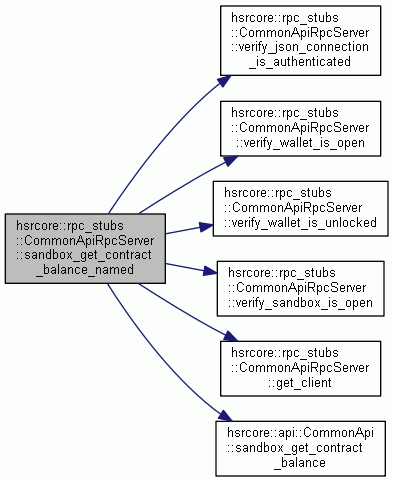 hsrcore::rpc_stubs
::CommonApiRpcServer
::verify_json_connection
_is_authenticated
hsrcore::rpc_stubs
::CommonApiRpcServer
::verify_wallet_is_open
hsrcore::rpc_stubs
::CommonApiRpcServer
::verify_wallet_is_unlocked
hsrcore::rpc_stubs
::CommonApiRpcServer
::sandbox_get_contract
_balance_named
hsrcore::rpc_stubs
::CommonApiRpcServer
::verify_sandbox_is_open
hsrcore::rpc_stubs
::CommonApiRpcServer
::get_client
hsrcore::api::CommonApi
::sandbox_get_contract
_balance